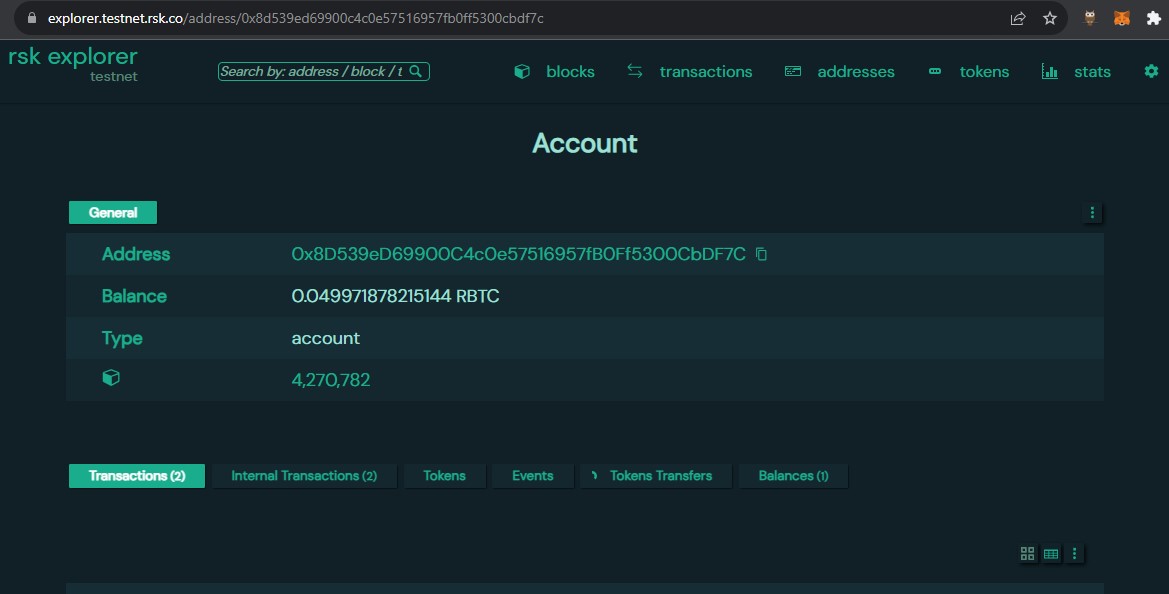 explorer.testnet.rsk.co/address/0x8d539ed69900c4c0e57516957fb0ff5300cbdf7c
rsk explorer
testnet
Search by: address / block / t
blocks
transactions
addresses
tokens
stats
Account
General
Address 0x8D539eD69900C4c0e57516957fB0Ff5300CbDF7C
Balance 0.049971878215144 RBTC
Type account
4,270,782
Transactions (2) Internal Transactions (2) Tokens Events Tokens Transfers Balances (1)